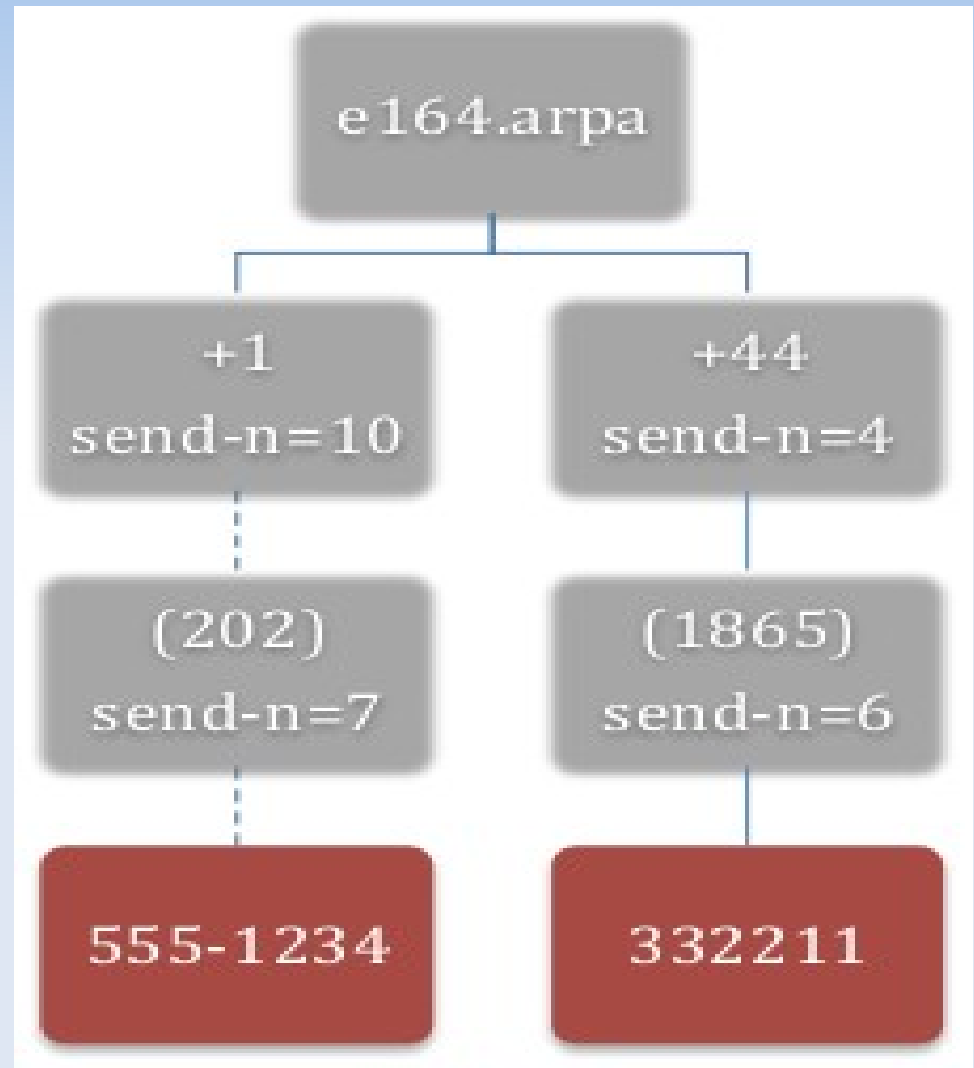 e164.arpa
+1
send-n=10
+44
send-n=4
(202)
send-n=7
(1865)
send-n=6
555-1234
332211